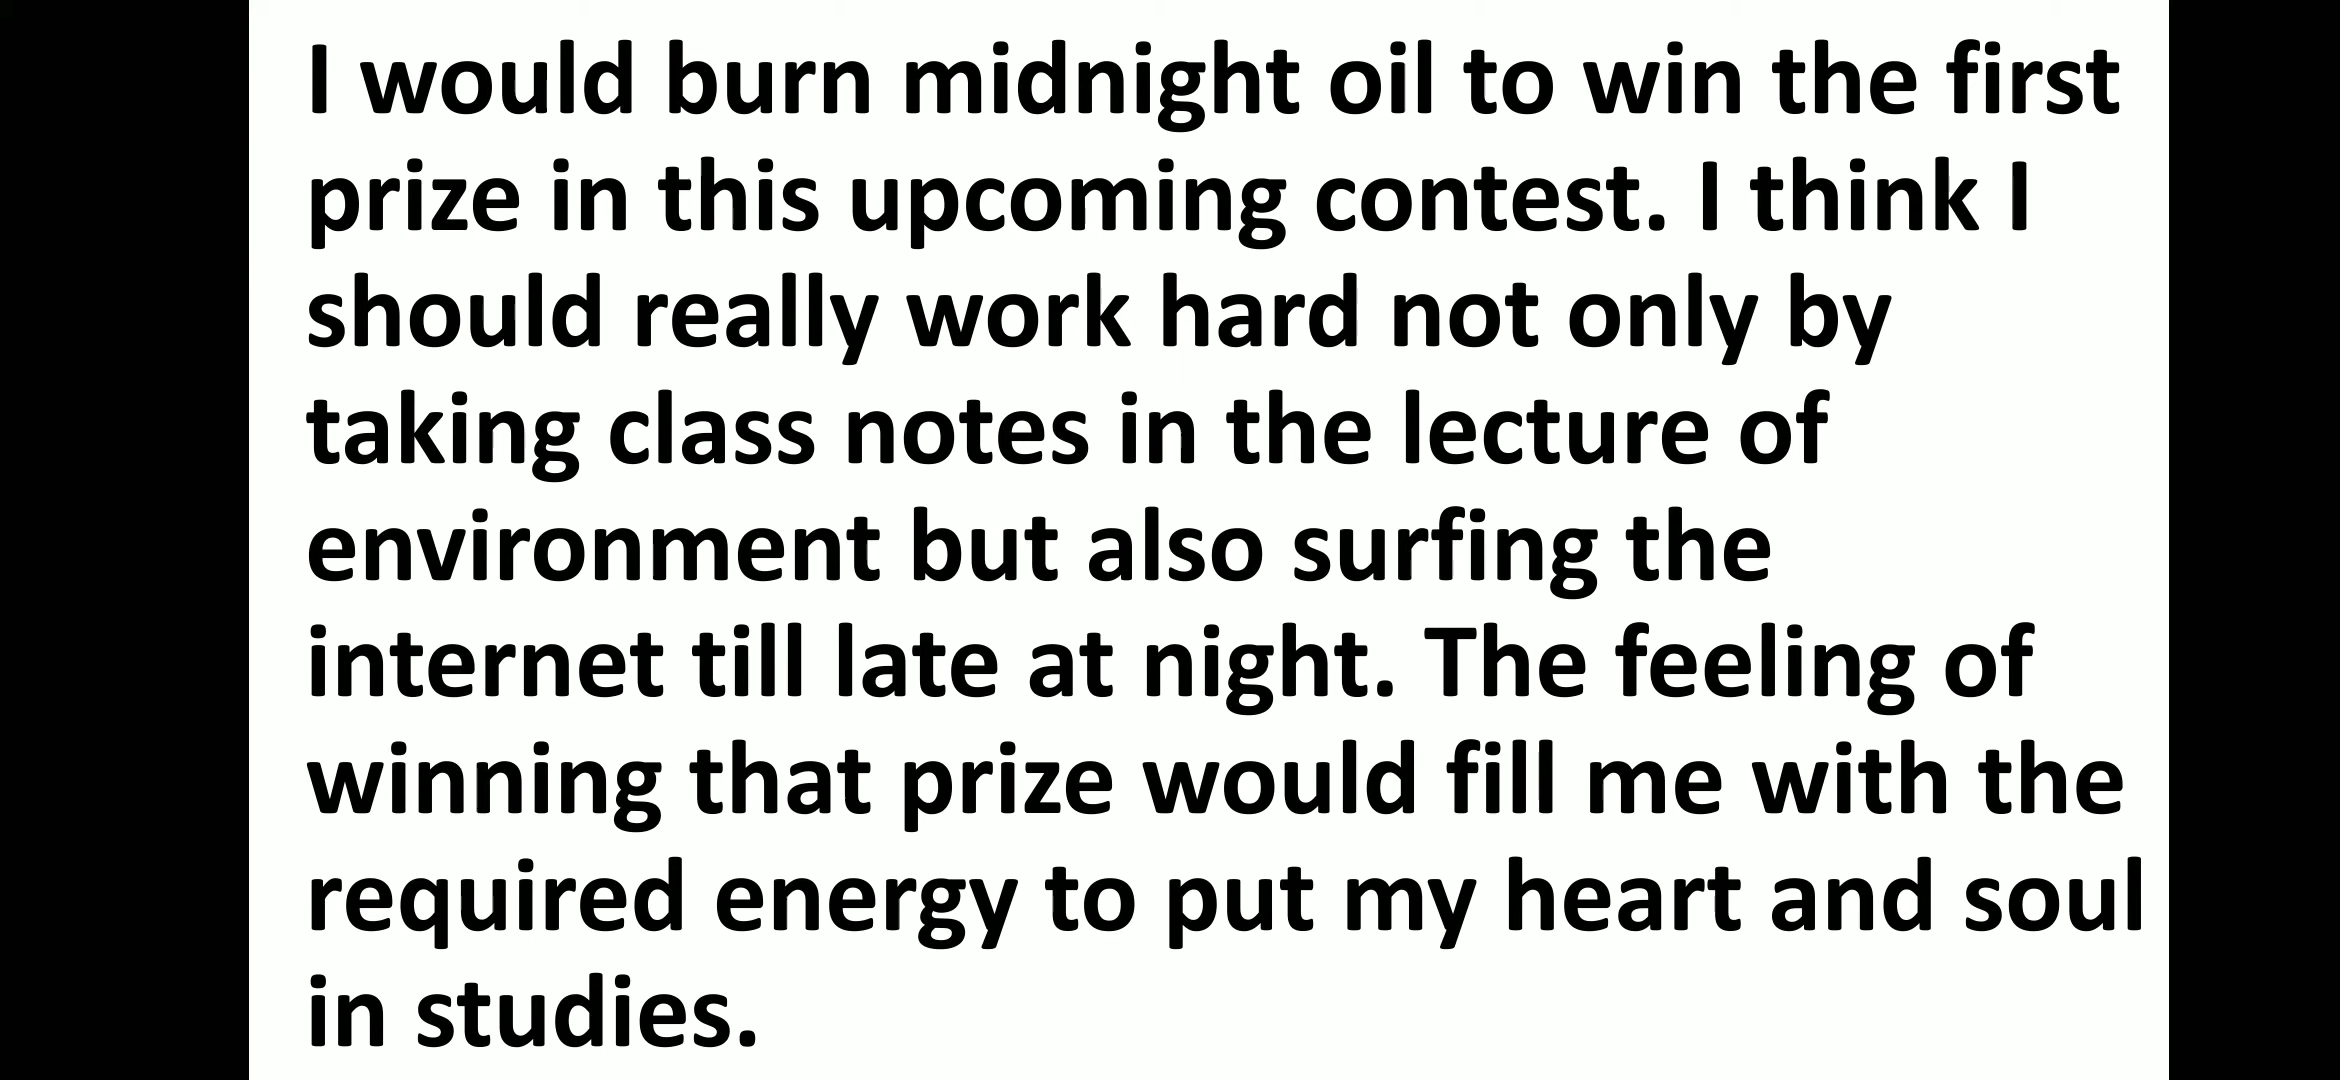 I would burn midnight oil to win the first
prize in this upcoming contest. I think I
should really work hard not only by
taking class notes in the lecture of
environment but also surfing the
internet till late at night. The feeling of
winning that prize would fill me with the
required energy to put my heart and soul
in studies.